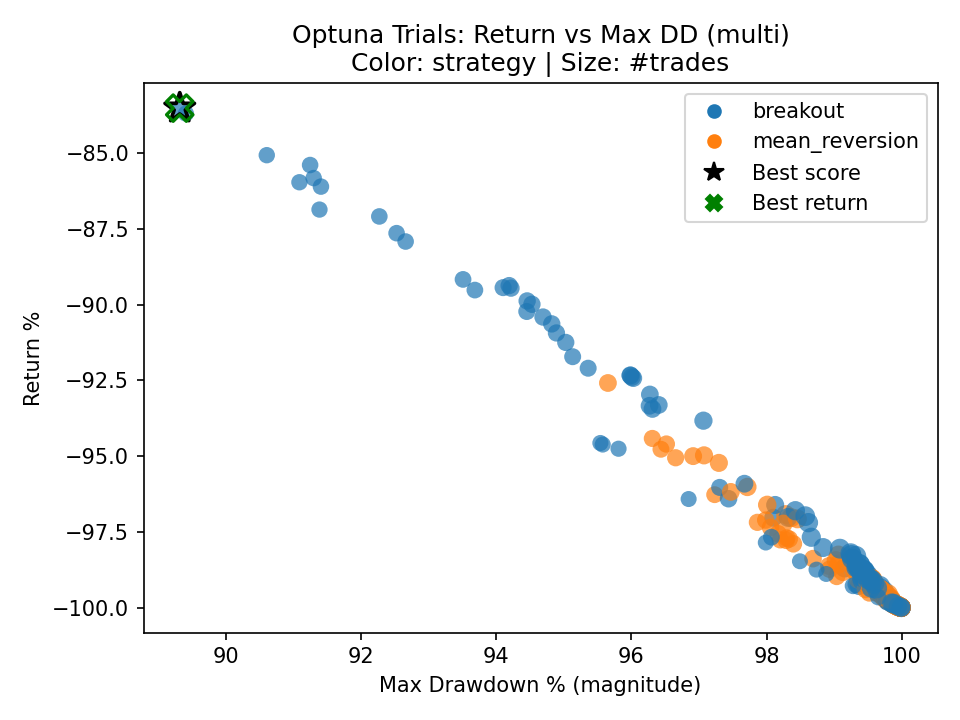 Optuna Trials: Return vs Max DD (multi)
Color: strategy | Size: #trades
breakout
mean_reversion
Best score
Best return
Return %
−85.0
−87.5
−90.0
−92.5
−95.0
−97.5
−100.0
90
92
94
96
98
100
Max Drawdown % (magnitude)